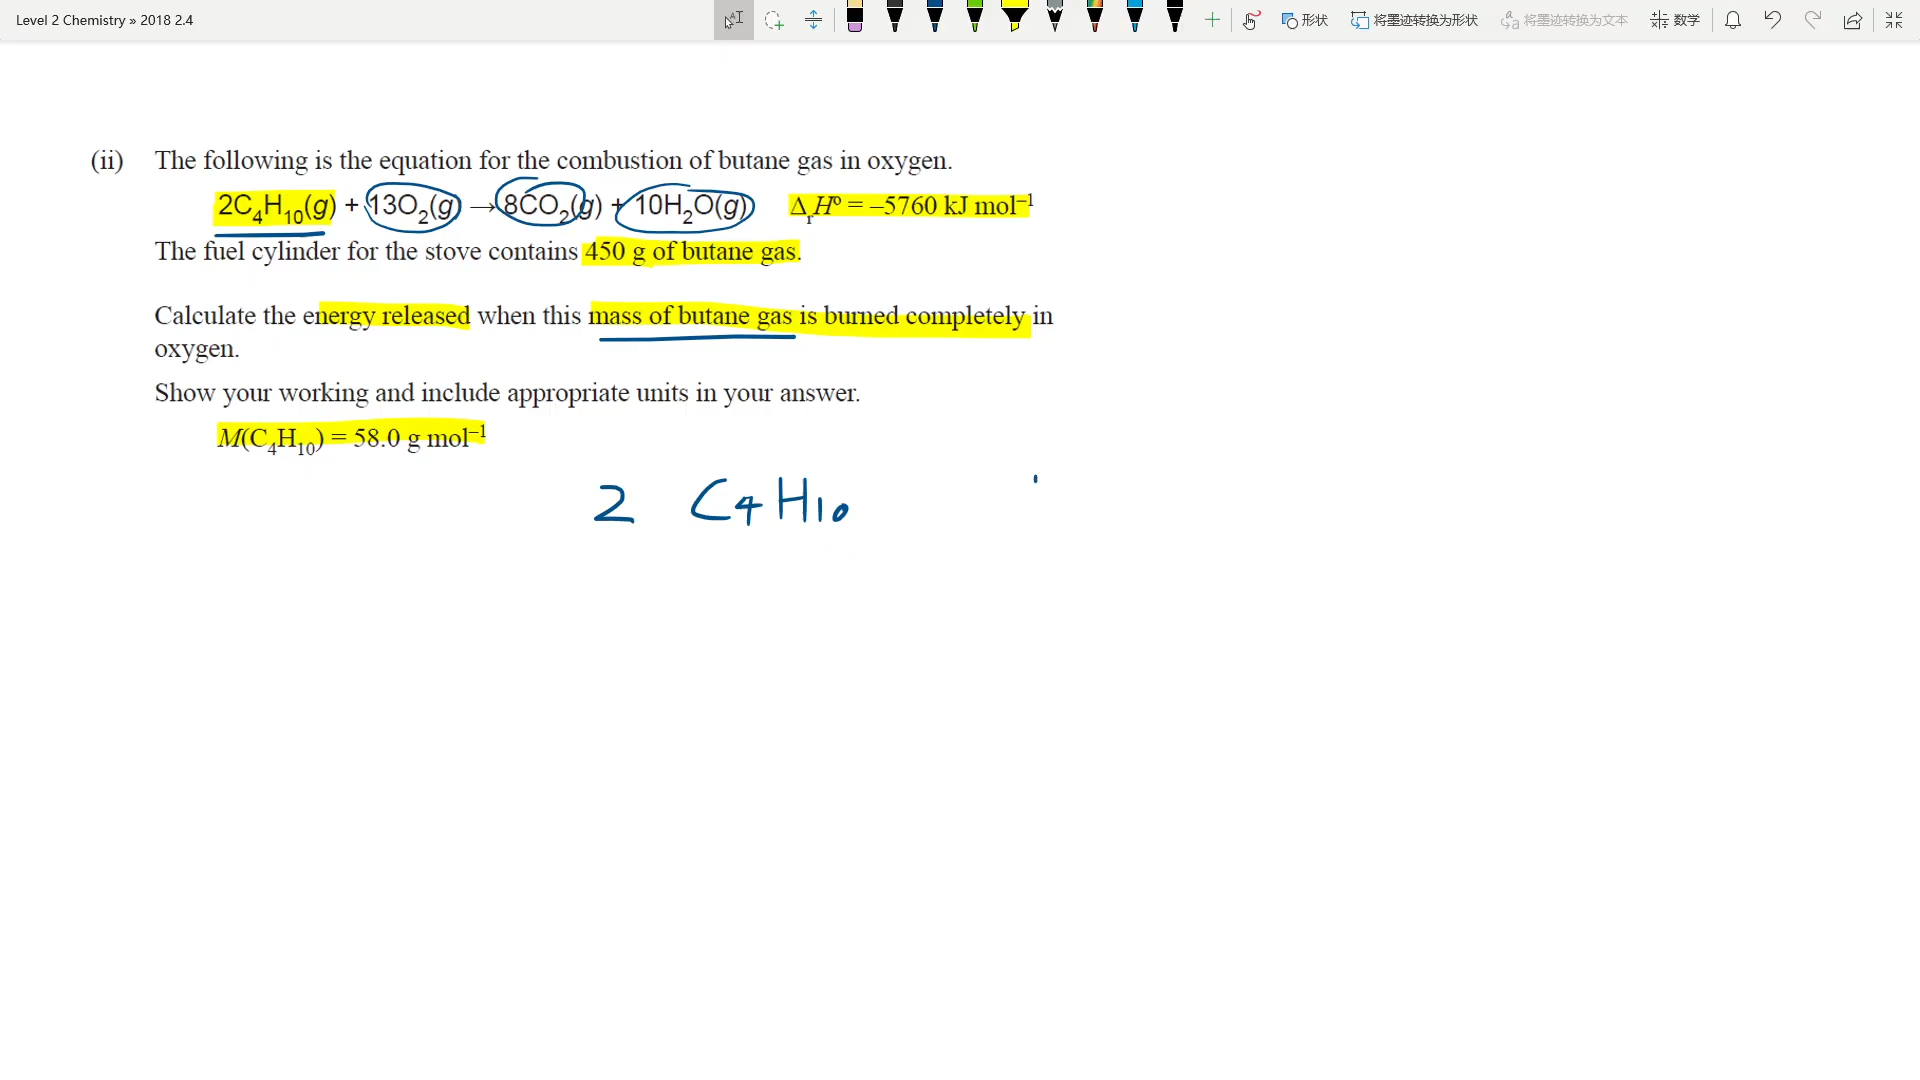 Level 2 Chemistry » 2018 2.4
形状
将墨迹转换为形状
将墨迹转换为文本
数学
(ii) The following is the equation for the combustion of butane gas in oxygen.
2C₄H₁₀(g) + 13O₂(g) → 8CO₂(g) + 10H₂O(g) ΔᵣHº = –5760 kJ mol⁻¹
The fuel cylinder for the stove contains 450 g of butane gas.
Calculate the energy released when this mass of butane gas is burned completely in
oxygen.
Show your working and include appropriate units in your answer.
M(C₄H₁₀) = 58.0 g mol⁻¹
2 C₄H₁₀